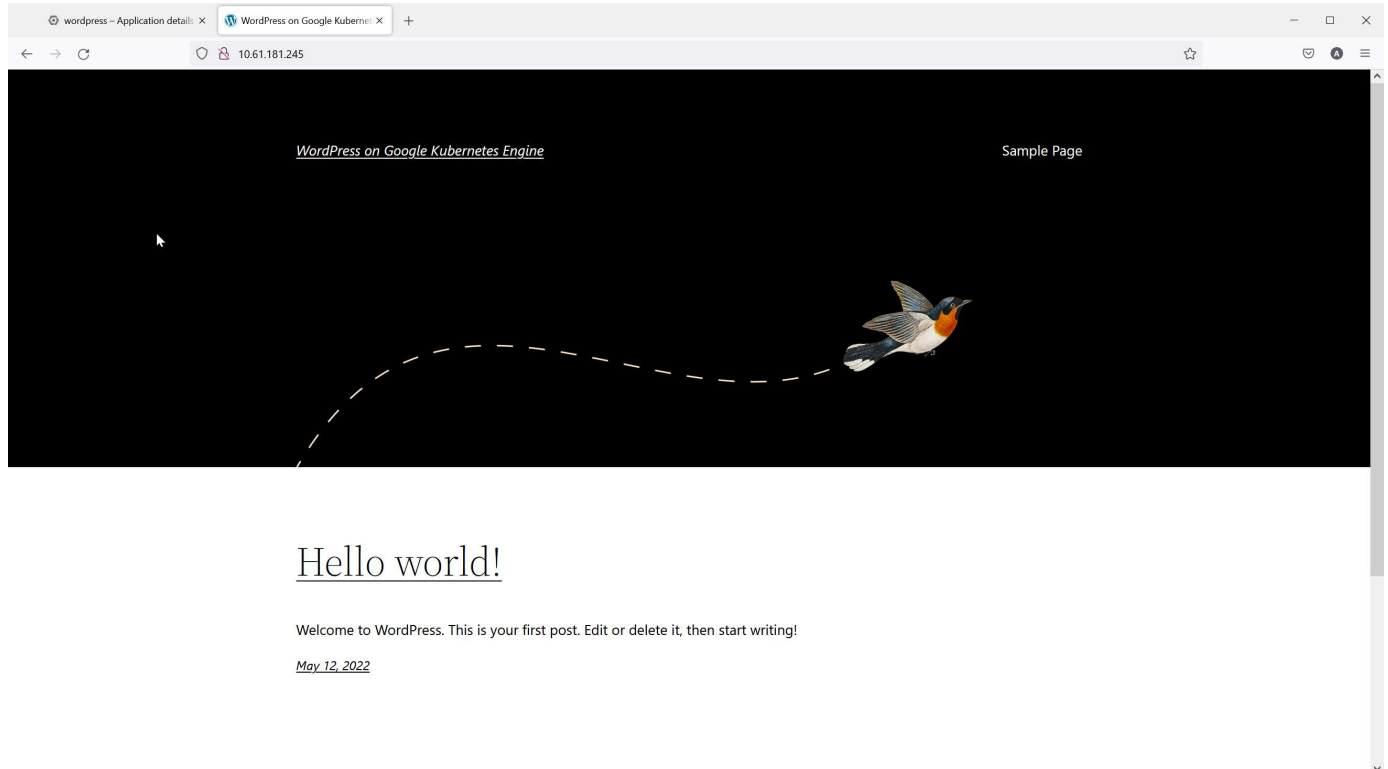 wordpress – Application details
WordPress on Google Kubernet
10.61.181.245
A
WordPress on Google Kubernetes Engine
Sample Page
Hello world!
Welcome to WordPress. This is your first post. Edit or delete it, then start writing!
May 12, 2022